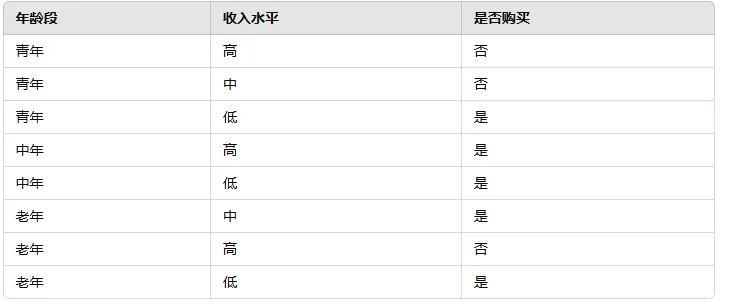 年龄段 收入水平 是否购买
青年 高 否
青年 中 否
青年 低 是
中年 高 是
中年 低 是
老年 中 是
老年 高 否
老年 低 是